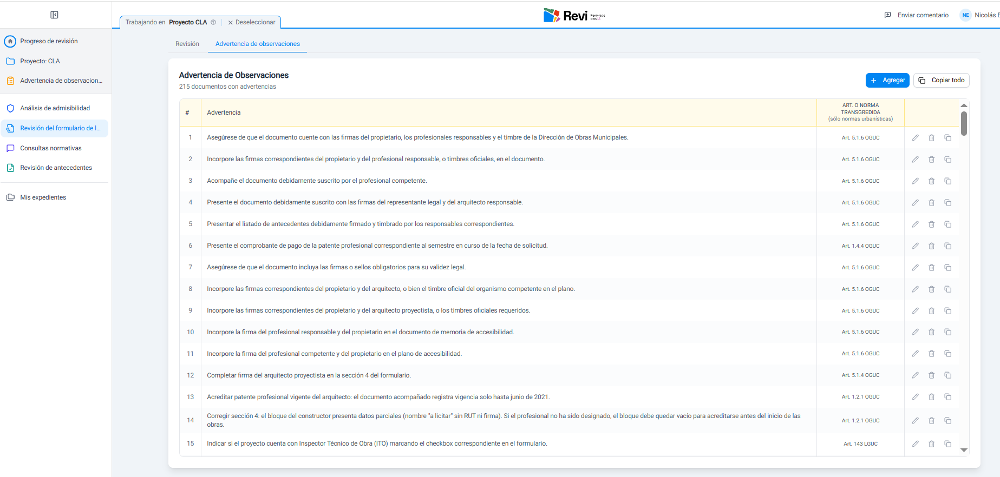 Trabajando en Proyecto CLA
Deseleccionar
Revi Permisos con IA
Enviar comentario
NE Nicolás E
Progreso de revisión
Proyecto: CLA
Advertencia de observacion...
Análisis de admisibilidad
Revisión del formulario de l...
Consultas normativas
Revisión de antecedentes
Mis expedientes
Revisión
Advertencia de observaciones
Advertencia de Observaciones
215 documentos con advertencias
+ Agregar
Copiar todo
# Advertencia
ART. O NORMA
TRANSGREDIDA
(sólo normas urbanísticas)
1 Asegúrese de que el documento cuente con las firmas del propietario, los profesionales responsables y el timbre de la Dirección de Obras Municipales. Art. 5.1.6 OGUC
2 Incorpore las firmas correspondientes del propietario y del profesional responsable, o timbres oficiales, en el documento. Art. 5.1.6 OGUC
3 Acompañe el documento debidamente suscrito por el profesional competente. Art. 5.1.6 OGUC
4 Presente el documento debidamente suscrito con las firmas del representante legal y del arquitecto responsable. Art. 5.1.6 OGUC
5 Presentar el listado de antecedentes debidamente firmado y timbrado por los responsables correspondientes. Art. 5.1.6 OGUC
6 Presente el comprobante de pago de la patente profesional correspondiente al semestre en curso de la fecha de solicitud. Art. 1.4.4 OGUC
7 Asegúrese de que el documento incluya las firmas o sellos obligatorios para su validez legal. Art. 5.1.6 OGUC
8 Incorpore las firmas correspondientes del propietario y del arquitecto, o bien el timbre oficial del organismo competente en el plano. Art. 5.1.6 OGUC
9 Incorpore las firmas correspondientes del propietario y del arquitecto proyectista, o los timbres oficiales requeridos. Art. 5.1.6 OGUC
10 Incorpore la firma del profesional responsable y del propietario en el documento de memoria de accesibilidad. Art. 5.1.6 OGUC
11 Incorpore la firma del profesional competente y del propietario en el plano de accesibilidad. Art. 5.1.6 OGUC
12 Completar firma del arquitecto proyectista en la sección 4 del formulario. Art. 5.1.4 OGUC
13 Acreditar patente profesional vigente del arquitecto: el documento acompañado registra vigencia solo hasta junio de 2021. Art. 1.2.1 OGUC
14 Corregir sección 4: el bloque del constructor presenta datos parciales (nombre "a licitar" sin RUT ni firma). Si el profesional no ha sido designado, el bloque debe quedar vacío para acreditarse antes del inicio de las
obras. Art. 1.2.1 OGUC
15 Indicar si el proyecto cuenta con Inspector Técnico de Obra (ITO) marcando el checkbox correspondiente en el formulario. Art. 143 LGUC